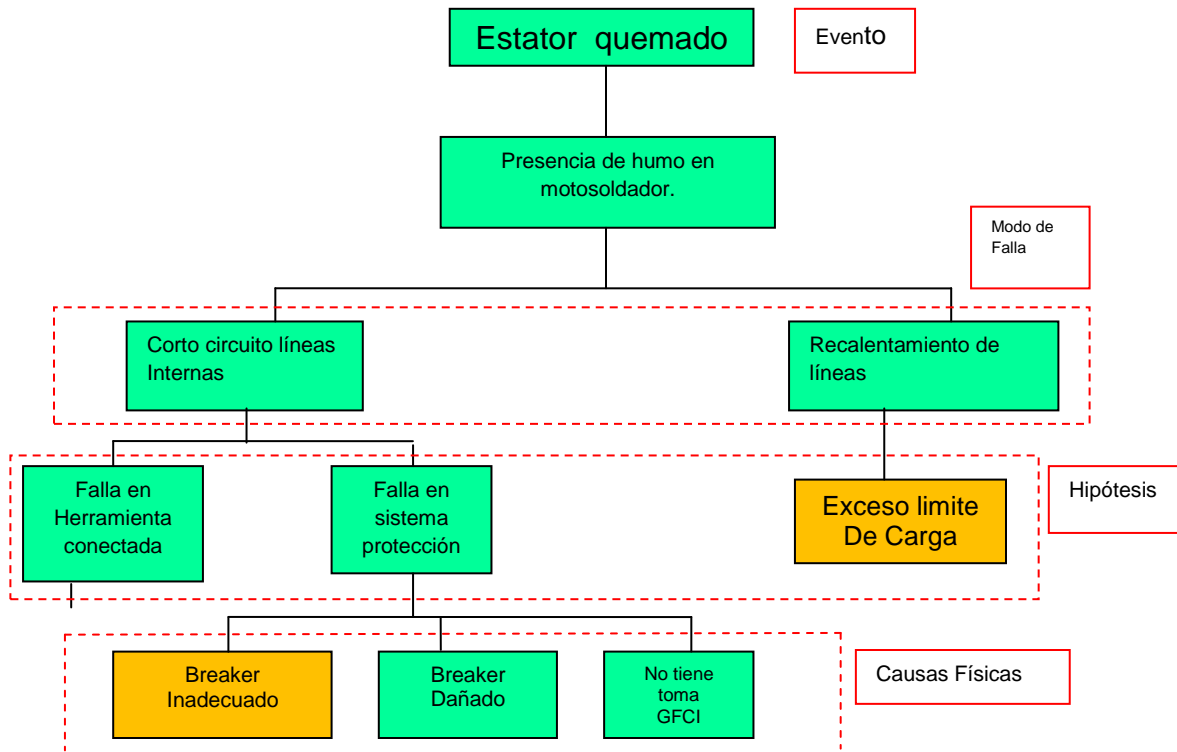 Estator quemado
Evento
Presencia de humo en
motosoldador.
Modo de
Falla
Corto circuito líneas
Internas
Recalentamiento de
líneas
Falla en
Herramienta
conectada
Falla en
sistema
protección
Exceso limite
De Carga
Hipótesis
Breaker
Inadecuado
Breaker
Dañado
No tiene
toma
GFCI
Causas Físicas